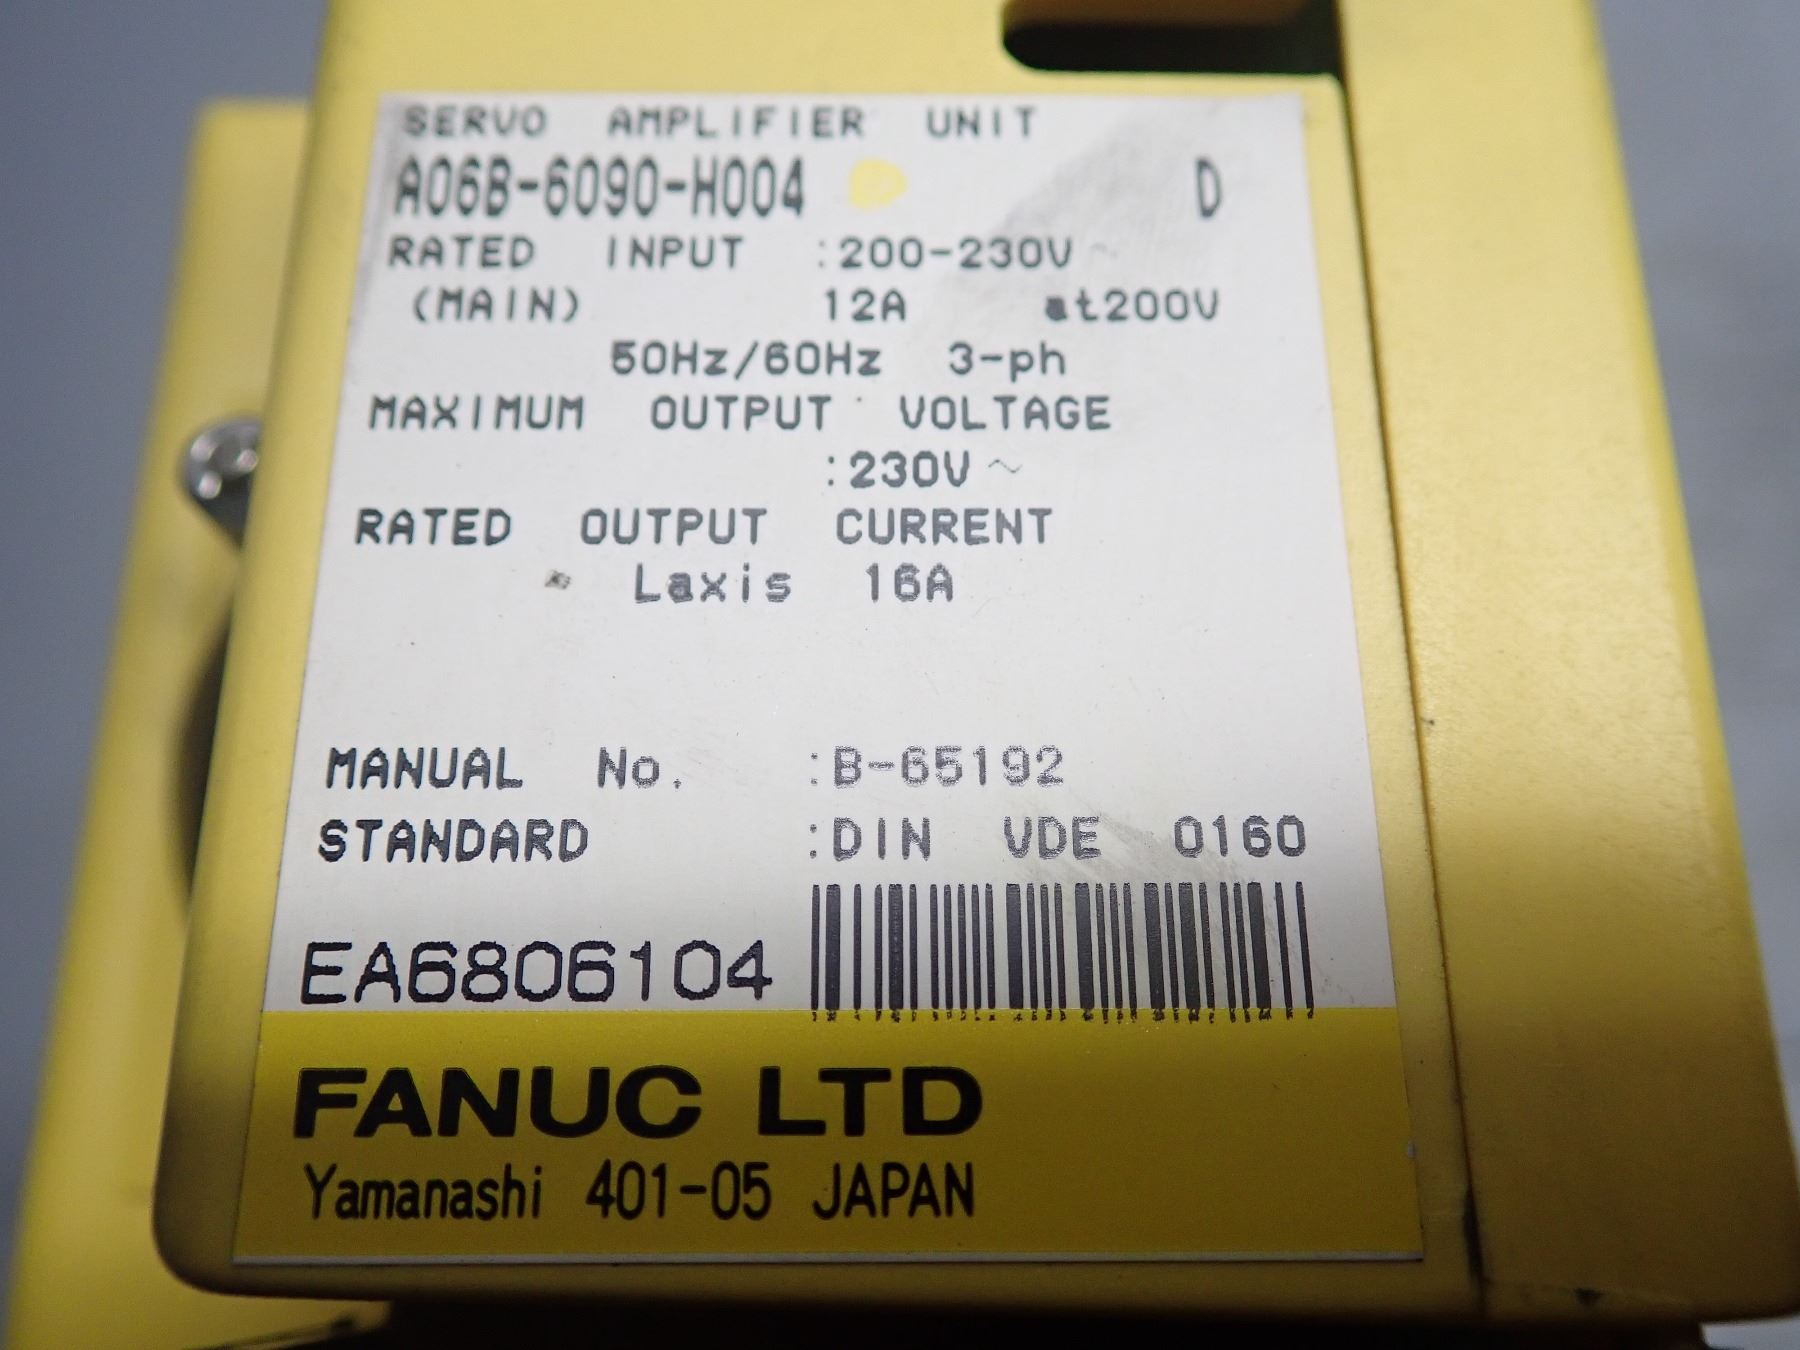 SERVO AMPLIFIER UNIT
A06B-6090-H004 D
RATED INPUT :200-230V~
(MAIN) 12A at200V
50Hz/60Hz 3-ph
MAXIMUM OUTPUT VOLTAGE
:230V~
RATED OUTPUT CURRENT
Laxis 16A
MANUAL No. :B-65192
STANDARD :DIN VDE 0160
EA6806104
FANUC LTD
Yamanashi 401-05 JAPAN